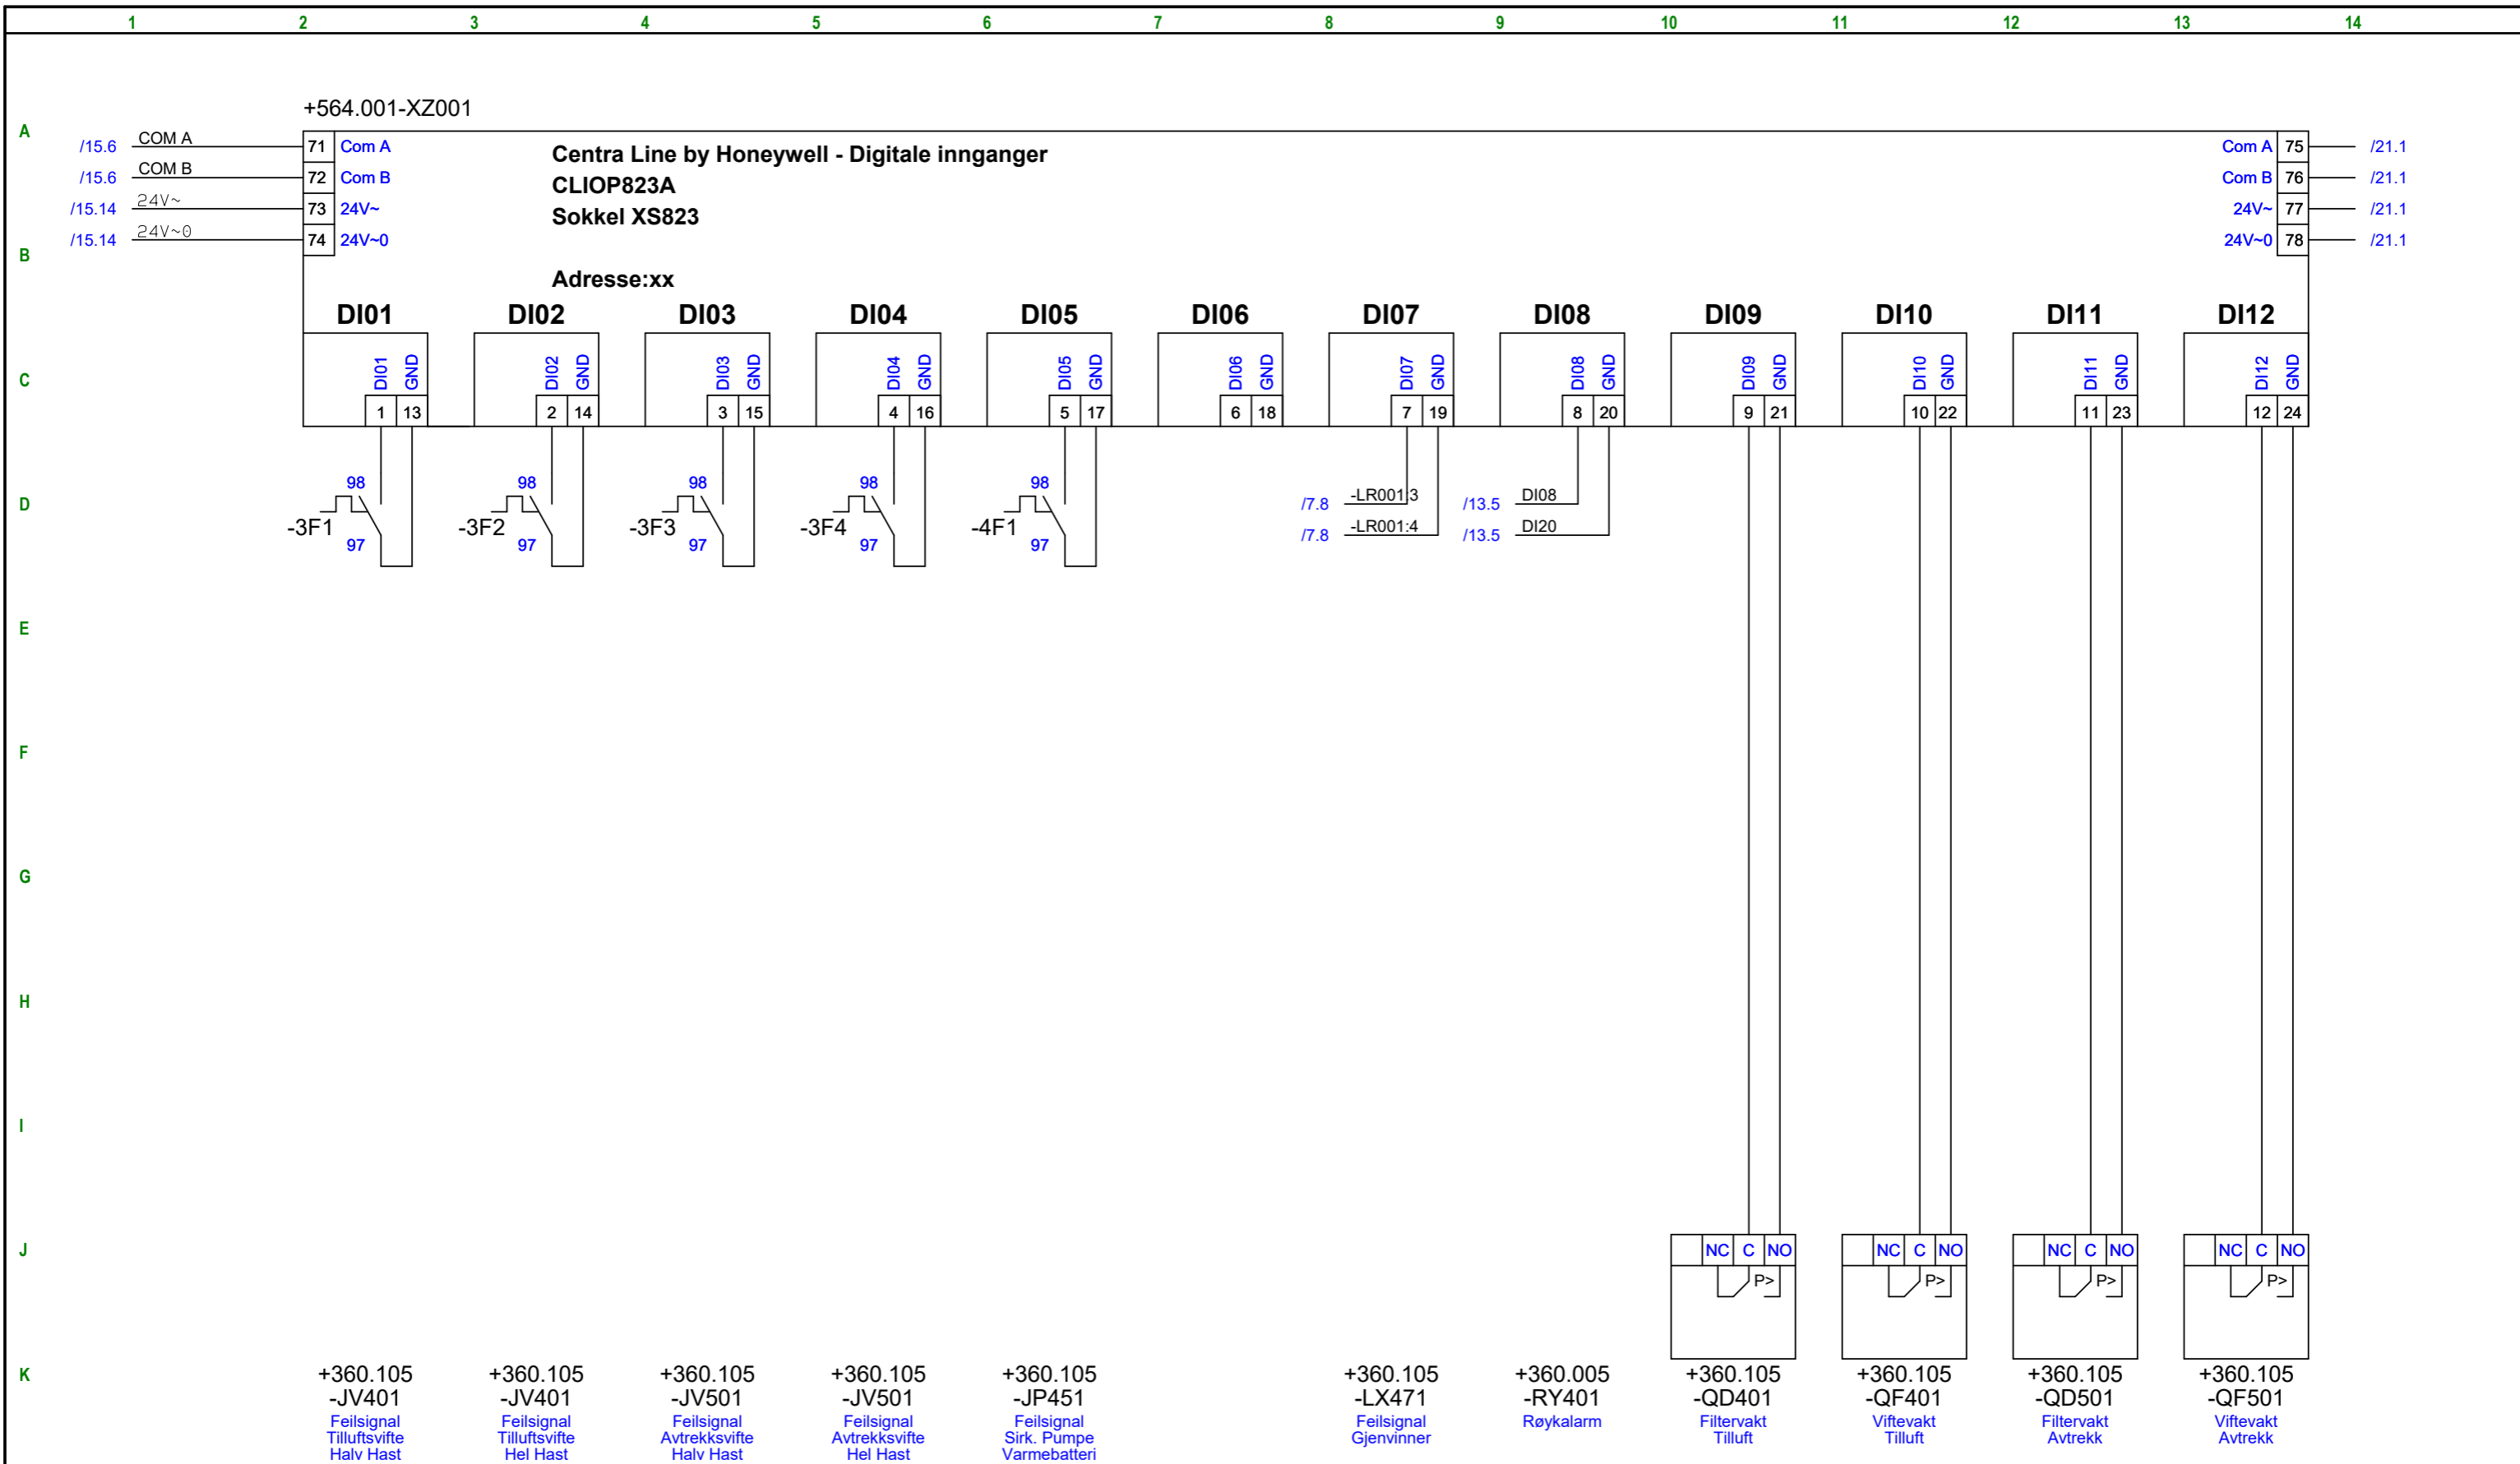 1 2 3 4 5 6 7 8 9 10 11 12 13 14
+564.001-XZ001
A
/15.6 COM A 71 Com A
Centra Line by Honeywell - Digitale innganger
Com A 75 /21.1
/15.6 COM B 72 Com B
CLIOP823A
Com B 76 /21.1
/15.14 24V~ 73 24V~
Sokkel XS823
24V~ 77 /21.1
/15.14 24V~0 74 24V~0
24V~0 78 /21.1
B
Adresse:xx
DI01 DI02 DI03 DI04 DI05 DI06 DI07 DI08 DI09 DI10 DI11 DI12
C
DI01 GND DI02 GND DI03 GND DI04 GND DI05 GND DI06 GND DI07 GND DI08 GND DI09 GND DI10 GND DI11 GND DI12 GND
1 13 2 14 3 15 4 16 5 17 6 18 7 19 8 20 9 21 10 22 11 23 12 24
98 98 98 98 98
D
/7.8 -LR001:3 /13.5 DI08
-3F1 -3F2 -3F3 -3F4 -4F1
/7.8 -LR001:4 /13.5 DI20
97 97 97 97 97
E
F
G
H
I
J
NC C NO NC C NO NC C NO NC C NO
P> P> P> P>
K
+360.105 +360.105 +360.105 +360.105 +360.105 +360.105 +360.005 +360.105 +360.105 +360.105 +360.105
-JV401 -JV401 -JV501 -JV501 -JP451 -LX471 -RY401 -QD401 -QF401 -QD501 -QF501
Feilsignal Feilsignal Feilsignal Feilsignal Feilsignal Feilsignal Røykalarm Filtervakt Viftevakt Filtervakt Viftevakt
Tilluftsvifte Tilluftsvifte Avtrekksvifte Avtrekksvifte Sirk. Pumpe Gjenvinner Tilluft Tilluft Avtrekk Avtrekk
Halv Hast Hel Hast Halv Hast Hel Hast Varmebatteri